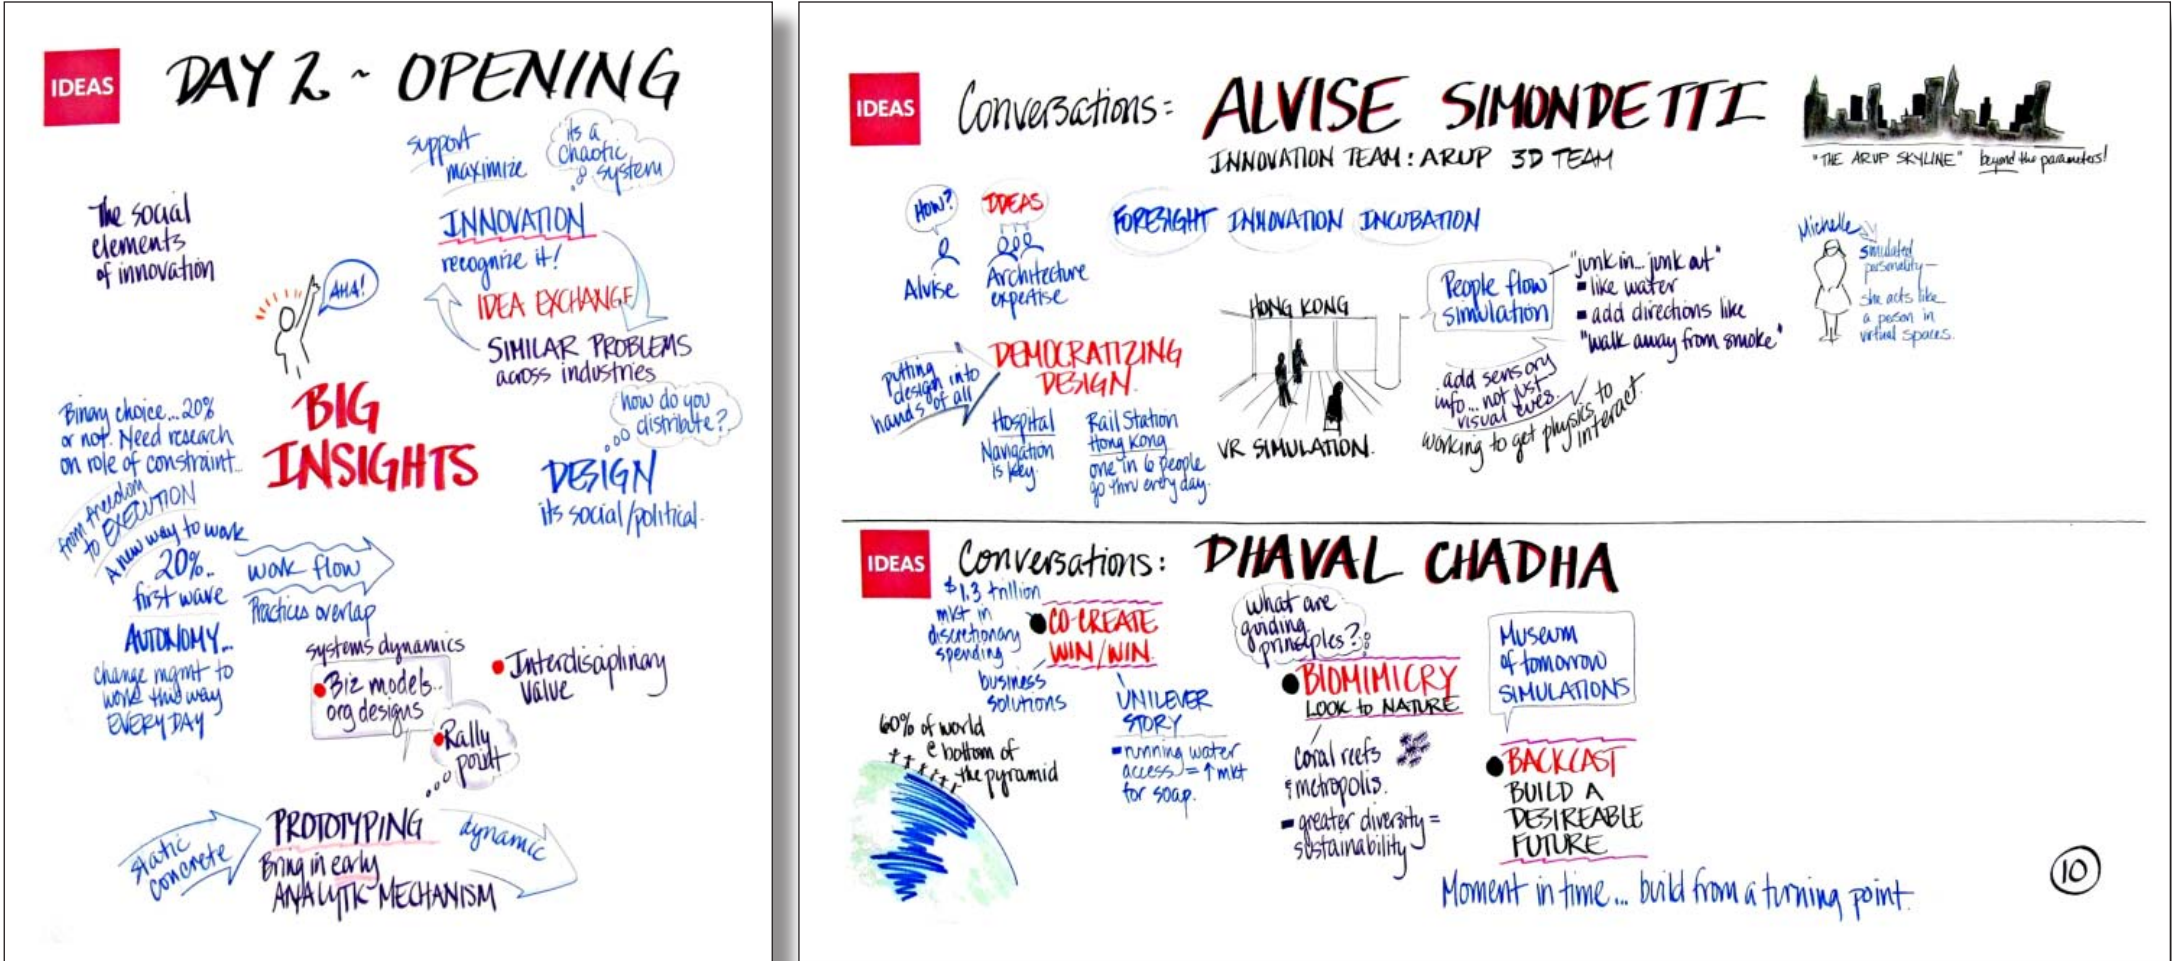 IDEAS
DAY 2 ~ OPENING
support
maximize
its a
chaotic
system
The social
elements
of innovation
INNOVATION
recognize it!
AHA!
IDEA EXCHANGE
SIMILAR PROBLEMS
across industries
BIG
INSIGHTS
how do you
distribute?
DESIGN
its social/political.
Binary choice...20%
or not. Need research
on role of constraint...
from freedom
to EXECUTION
A new way to work
20%..
first wave
work flow
Practices overlap
AUTONOMY...
change mgmt to
work this way
EVERY DAY
systems dynamics
• Biz models..
org designs
• Interdisciplinary
value
• Rally
point
static
concrete
PROTOTYPING
Bring in early
ANALYTIC MECHANISM
dynamic
IDEAS
Conversations: ALVISE SIMONDETTI
INNOVATION TEAM: ARUP 3D TEAM
"THE ARUP SKYLINE" beyond the parameters!
HOW?
IDEAS
Alvise
Architecture
expertise
FORESIGHT INNOVATION INCUBATION
putting
design into
hands of all
DEMOCRATIZING
DESIGN.
Hospital
Navigation
is key.
Rail Station
Hong Kong
one in 6 people
go thru every day.
HONG KONG
VR SIMULATION.
People flow
simulation
"junk in... junk out"
▪ like water
▪ add directions like
"walk away from smoke"
add sensory
info...not just
visual eves.
working to get physics to
interact.
Michelle
simulated
personality—
she acts like
a person in
virtual spaces.
IDEAS
Conversations: DHAVAL CHADHA
$1.3 trillion
mkt in
discretionary
spending
• CO-CREATE
WIN/WIN.
business
solutions
60% of world
@ bottom of
the pyramid
UNILEVER
STORY
▪ running water
access = ↑ mkt
for soap.
what are
guiding
principles?
• BIOMIMICRY
LOOK to NATURE
coral reefs
& metropolis.
▪ greater diversity =
sustainability
Museum
of tomorrow
SIMULATIONS
• BACKCAST
BUILD A
DESIREABLE
FUTURE
Moment in time... build from a turning point.
10